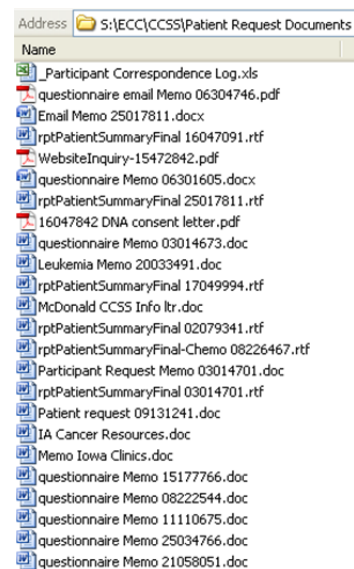 Address S:\ECC\CCSS\Patient Request Documents
Name
_Participant Correspondence Log.xls
questionnaire email Memo 06304746.pdf
Email Memo 25017811.docx
rptPatientSummaryFinal 16047091.rtf
WebsiteInquiry-15472842.pdf
questionnaire Memo 06301605.docx
rptPatientSummaryFinal 25017811.rtf
16047842 DNA consent letter.pdf
questionnaire Memo 03014673.doc
Leukemia Memo 20033491.doc
rptPatientSummaryFinal 17049994.rtf
McDonald CCSS Info ltr.doc
rptPatientSummaryFinal 02079341.rtf
rptPatientSummaryFinal-Chemo 08226467.rtf
Participant Request Memo 03014701.doc
rptPatientSummaryFinal 03014701.rtf
Patient request 09131241.doc
IA Cancer Resources.doc
Memo Iowa Clinics.doc
questionnaire Memo 15177766.doc
questionnaire Memo 08222544.doc
questionnaire Memo 11110675.doc
questionnaire Memo 25034766.doc
questionnaire Memo 21058051.doc